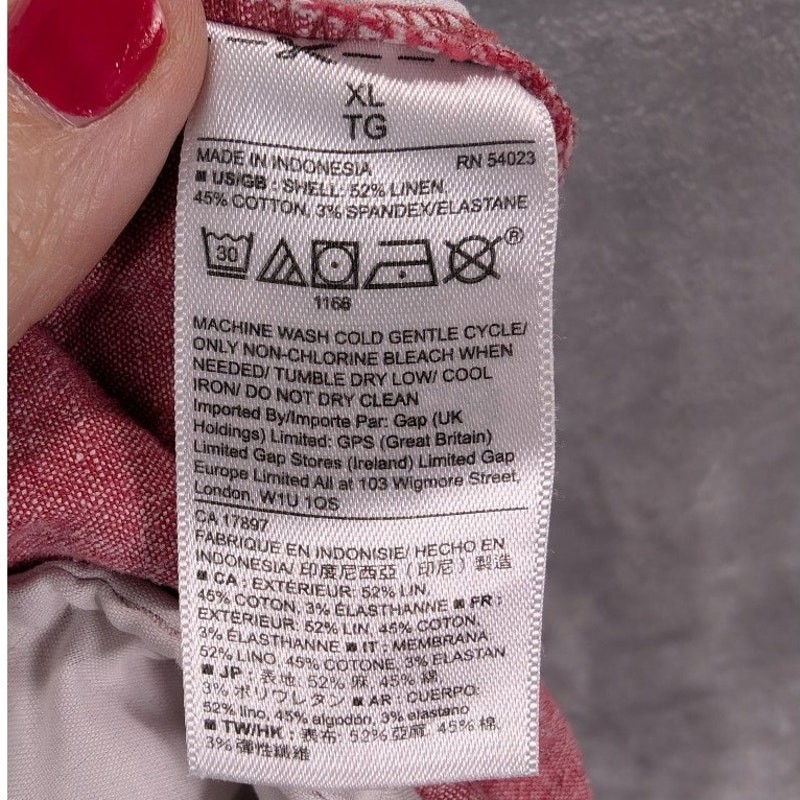 XL
TG
MADE IN INDONESIA RN 54023
■ US/GB : SHELL: 52% LINEN,
45% COTTON, 3% SPANDEX/ELASTANE
30 ®
1168
MACHINE WASH COLD GENTLE CYCLE/
ONLY NON-CHLORINE BLEACH WHEN
NEEDED/ TUMBLE DRY LOW/ COOL
IRON/ DO NOT DRY CLEAN
Imported By/Importe Par: Gap (UK
Holdings) Limited: GPS (Great Britain)
Limited Gap Stores (Ireland) Limited Gap
Europe Limited All at 103 Wigmore Street,
London, W1U 1QS
CA 17897
FABRIQUE EN INDONISIE/ HECHO EN
INDONESIA/ 印度尼西亞 (印尼) 製造
■ CA : EXTÉRIEUR: 52% LIN,
45% COTON, 3% ÉLASTHANNE ■ FR :
EXTÉRIEUR: 52% LIN, 45% COTON,
3% ÉLASTHANNE ■ IT : MEMBRANA:
52% LINO, 45% COTONE, 3% ELASTAN
■ JP : 表地: 52% 麻, 45% 綿,
3% ポリウレタン ■ AR : CUERPO:
52% lino, 45% algodón, 3% elastano
■ TW/HK : 表布: 52% 亞麻, 45% 棉,
3% 彈性纖維